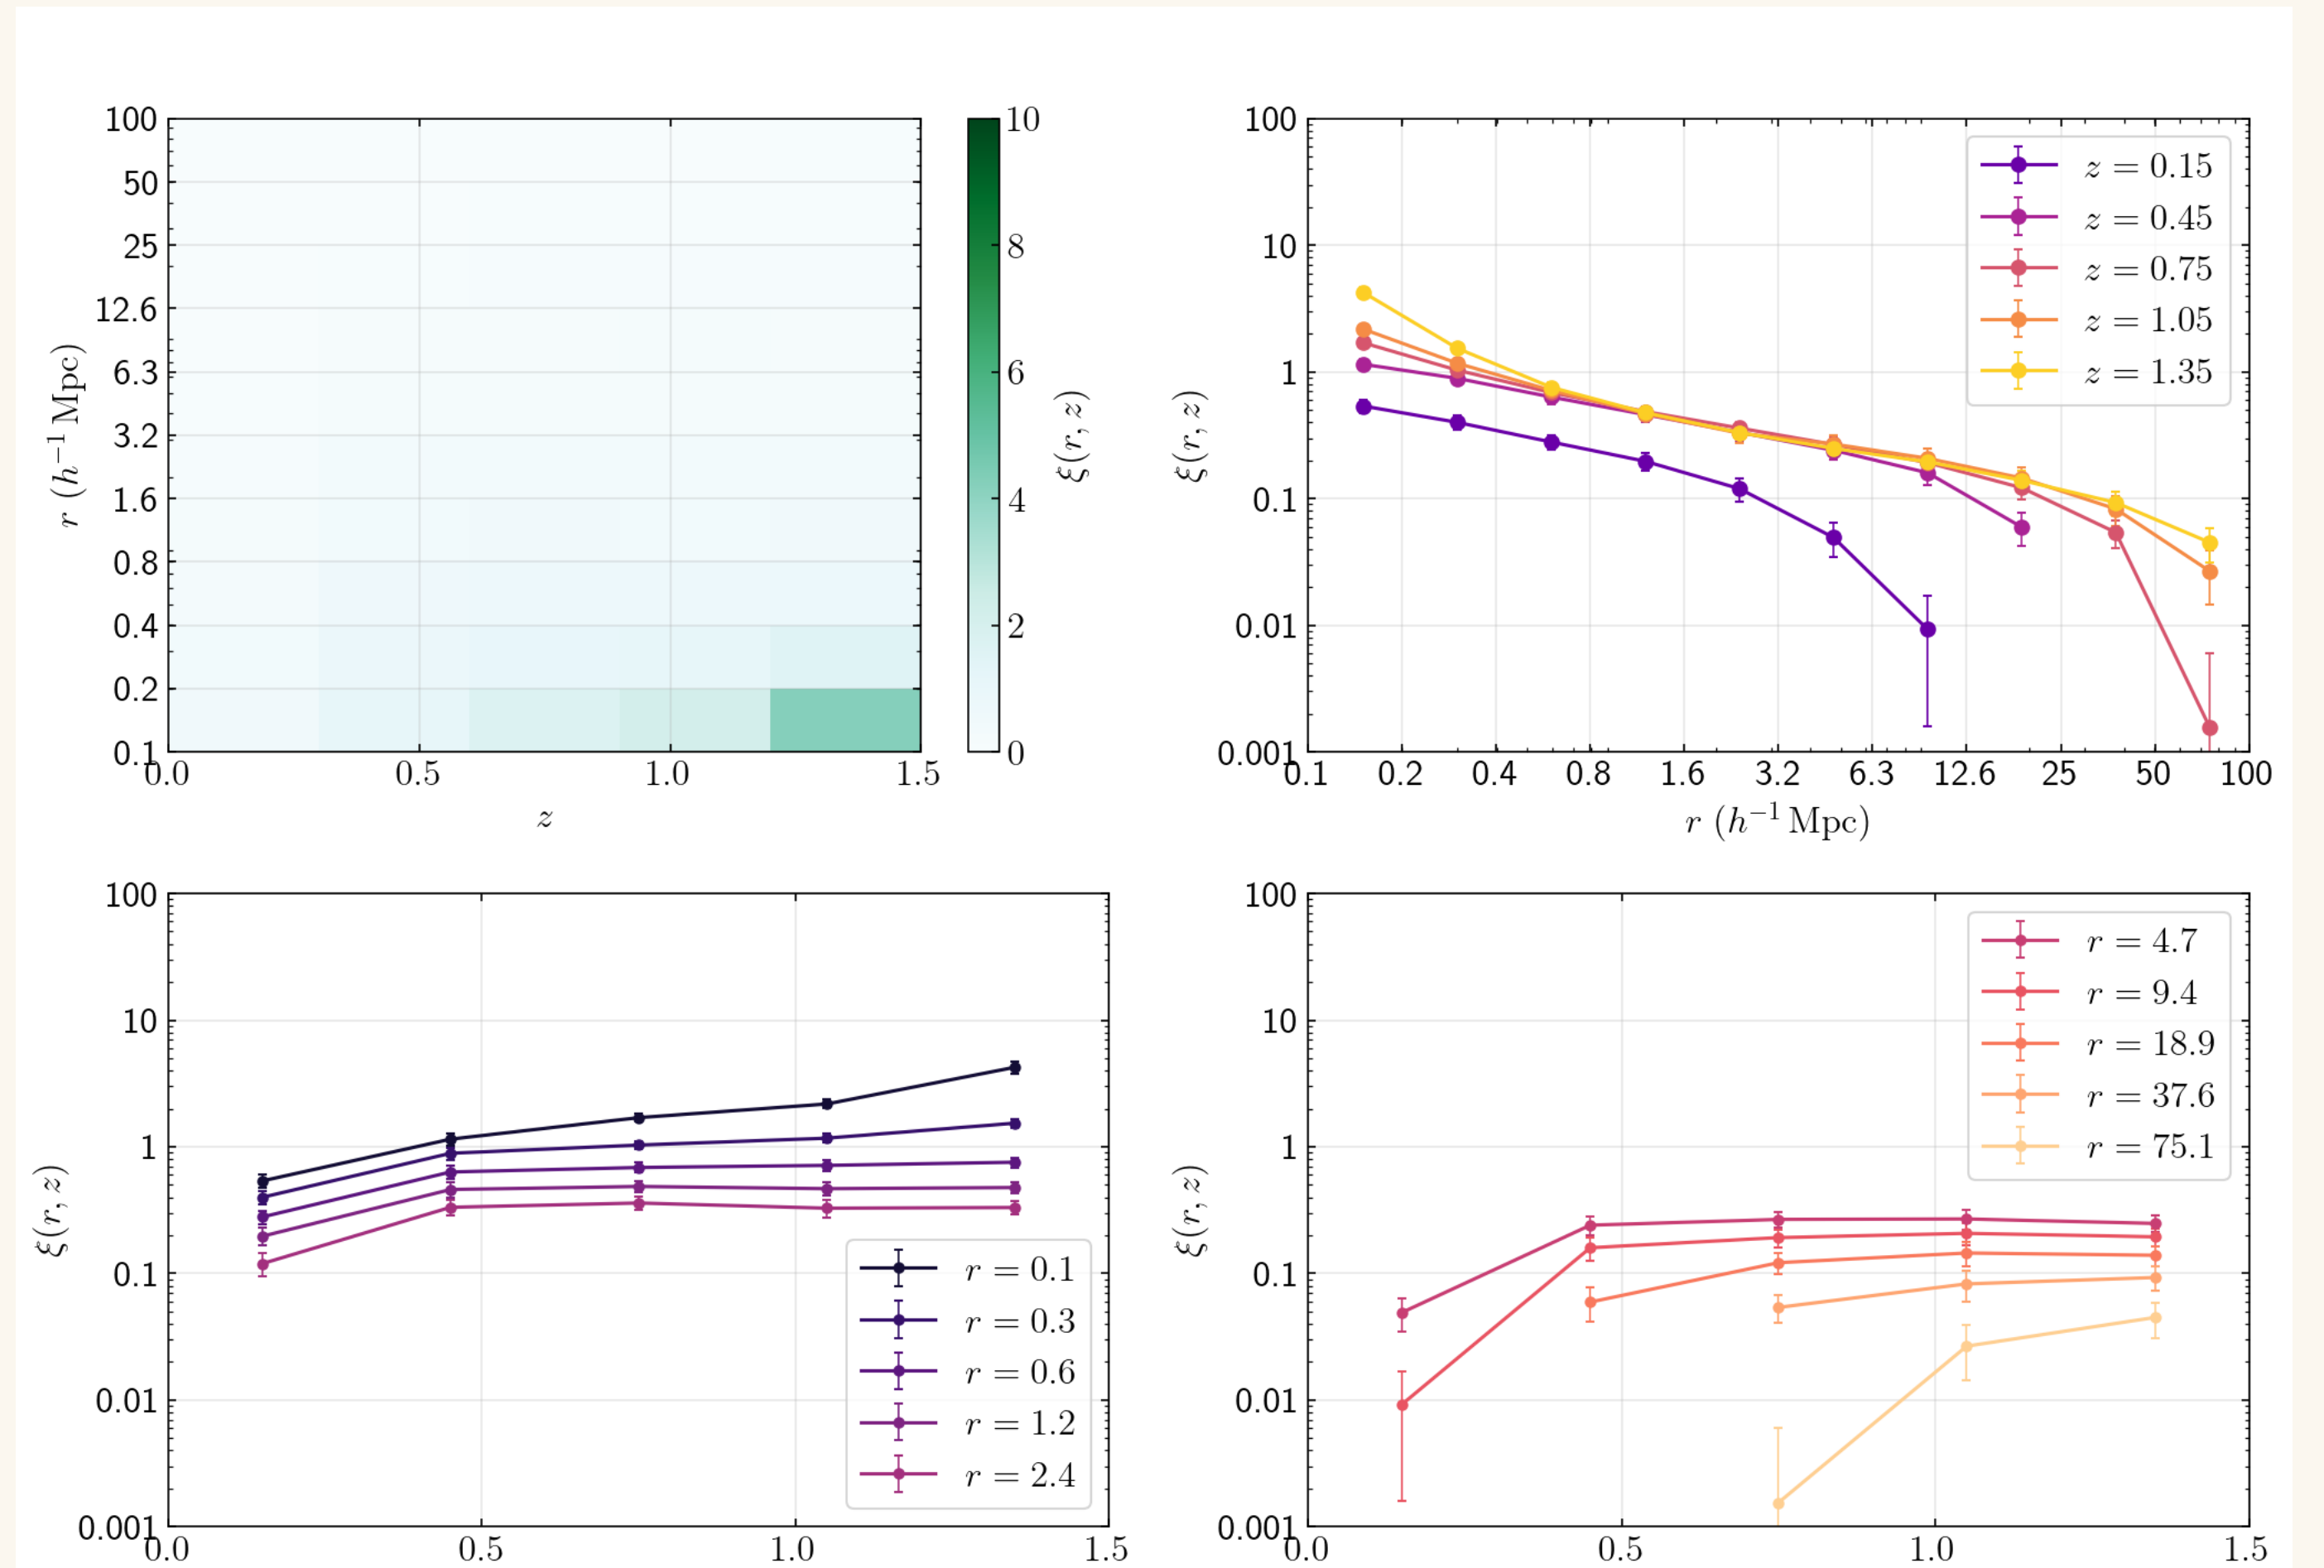 100
50
25
12.6
6.3
3.2
1.6
0.8
0.4
0.2
0.1
r (h⁻¹ Mpc)
0.0 0.5 1.0 1.5
z
10
8
6
4
2
0
ξ(r, z)
100
10
1
0.1
0.01
0.001
ξ(r, z)
z = 0.15
z = 0.45
z = 0.75
z = 1.05
z = 1.35
0.1 0.2 0.4 0.8 1.6 3.2 6.3 12.6 25 50 100
r (h⁻¹ Mpc)
100
10
1
0.1
0.01
0.001
ξ(r, z)
r = 0.1
r = 0.3
r = 0.6
r = 1.2
r = 2.4
0.0 0.5 1.0 1.5
100
10
1
0.1
0.01
0.001
ξ(r, z)
r = 4.7
r = 9.4
r = 18.9
r = 37.6
r = 75.1
0.0 0.5 1.0 1.5